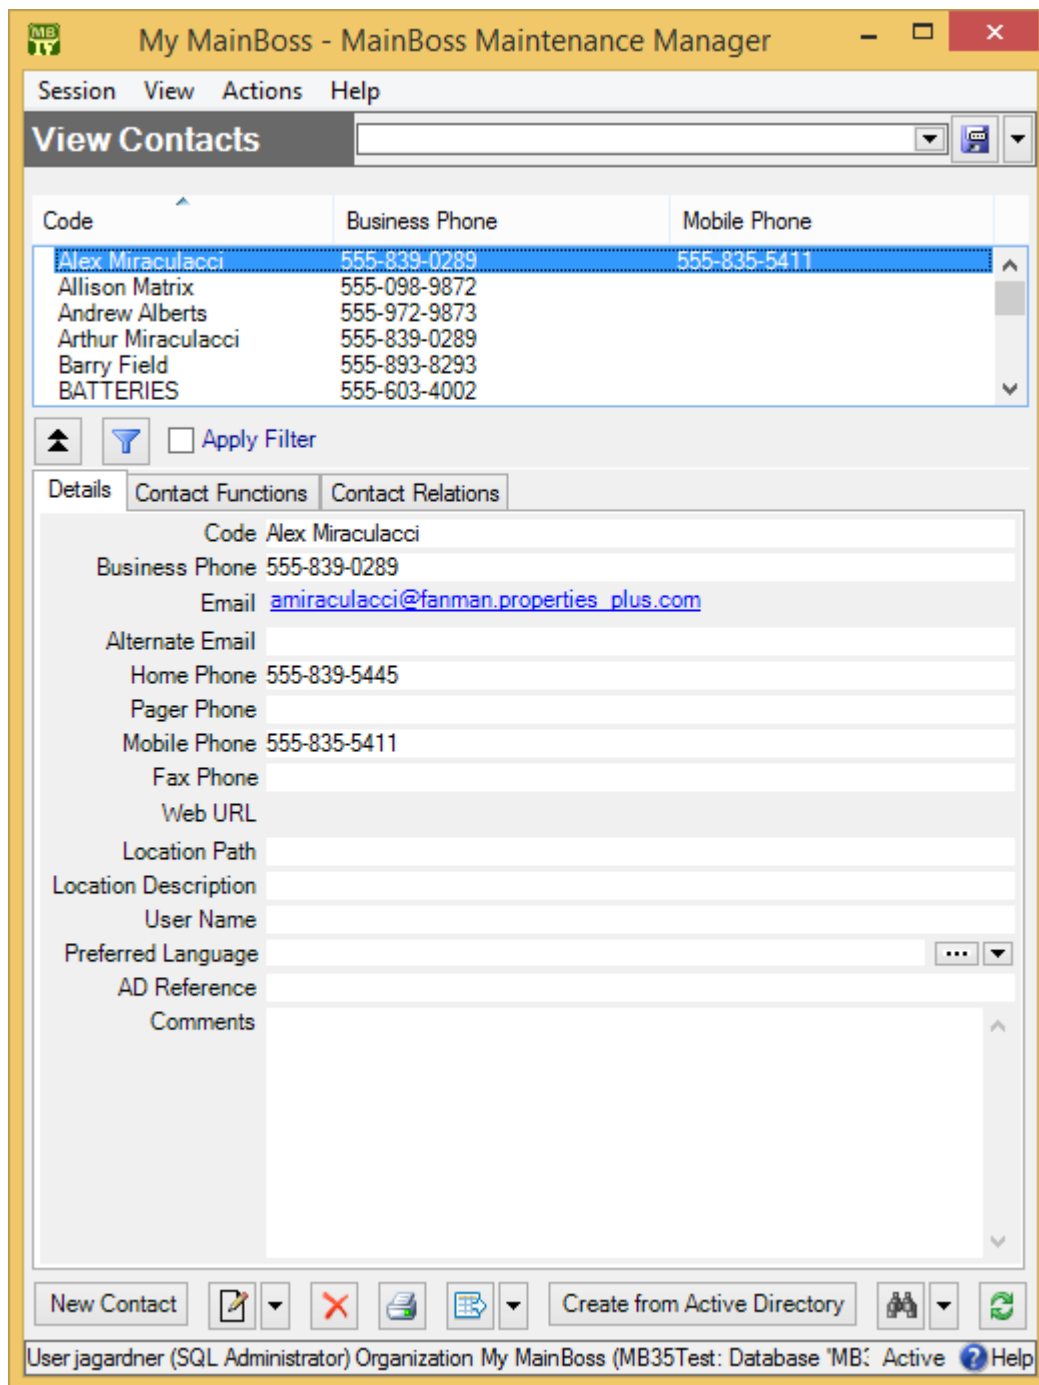 MB
My MainBoss - MainBoss Maintenance Manager
Session View Actions Help
View Contacts
Code Business Phone Mobile Phone
Alex Miraculacci 555-839-0289 555-835-5411
Allison Matrix 555-098-9872
Andrew Alberts 555-972-9873
Arthur Miraculacci 555-839-0289
Barry Field 555-893-8293
BATTERIES 555-603-4002
Apply Filter
Details Contact Functions Contact Relations
Code Alex Miraculacci
Business Phone 555-839-0289
Email amiraculacci@fanman.properties_plus.com
Alternate Email
Home Phone 555-839-5445
Pager Phone
Mobile Phone 555-835-5411
Fax Phone
Web URL
Location Path
Location Description
User Name
Preferred Language ...
AD Reference
Comments
New Contact Create from Active Directory
User jagardner (SQL Administrator) Organization My MainBoss (MB35Test: Database 'MB3 Active Help